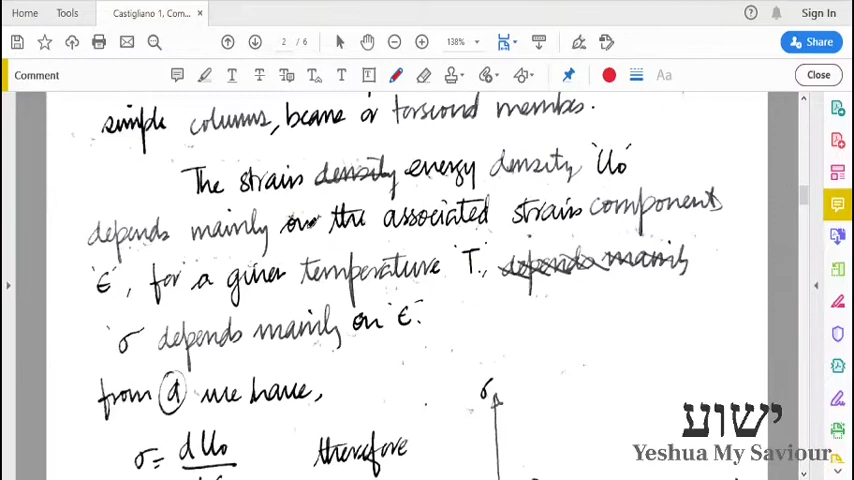 Home Tools Castigliano 1, Com... × Sign In
2 / 6 138% Share
Comment Aa Close
simple columns, beams or torsional member.
The strain density energy density 'Uo'
depends mainly on the associated strain component
'ϵ', for a given temperature 'T', depends mainly
'σ depends mainly on 'ϵ'.
from a we have,
σ
σ = dUo therefore
ישוע
Yeshua My Saviour